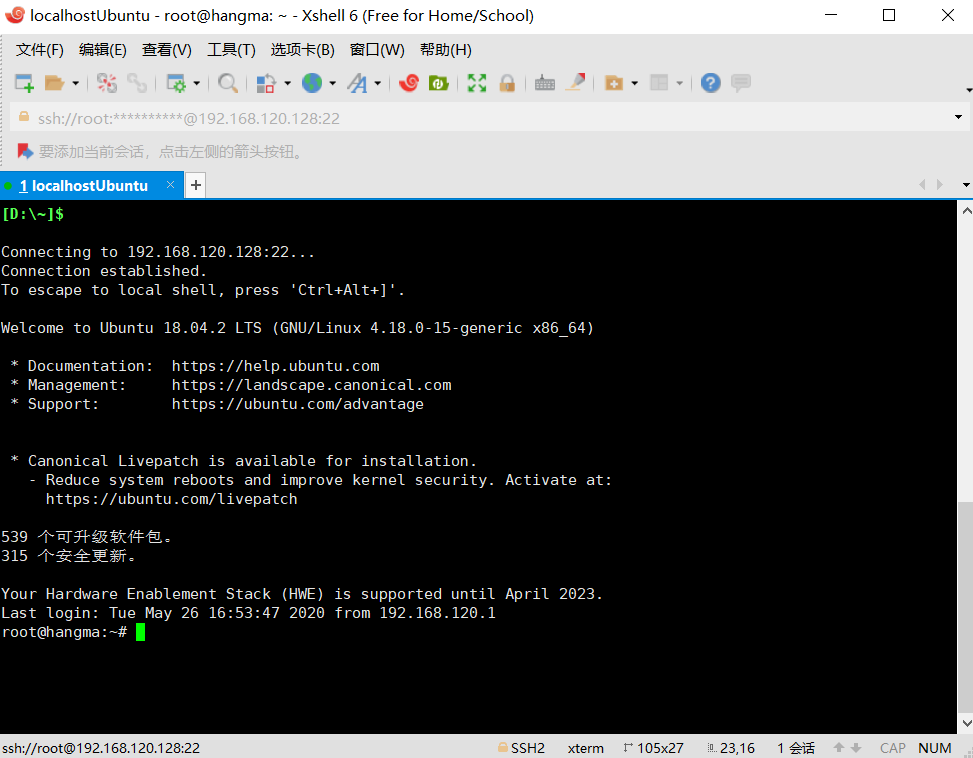 localhostUbuntu - root@hangma: ~ - Xshell 6 (Free for Home/School)
文件(F) 编辑(E) 查看(V) 工具(T) 选项卡(B) 窗口(W) 帮助(H)
ssh://root:**********@192.168.120.128:22
要添加当前会话，点击左侧的箭头按钮。
1 localhostUbuntu × +
[D:\~]$
Connecting to 192.168.120.128:22...
Connection established.
To escape to local shell, press 'Ctrl+Alt+]'.
Welcome to Ubuntu 18.04.2 LTS (GNU/Linux 4.18.0-15-generic x86_64)
* Documentation:  https://help.ubuntu.com
* Management:     https://landscape.canonical.com
* Support:        https://ubuntu.com/advantage
* Canonical Livepatch is available for installation.
- Reduce system reboots and improve kernel security. Activate at:
https://ubuntu.com/livepatch
539 个可升级软件包。
315 个安全更新。
Your Hardware Enablement Stack (HWE) is supported until April 2023.
Last login: Tue May 26 16:53:47 2020 from 192.168.120.1
root@hangma:~#
ssh://root@192.168.120.128:22 SSH2 xterm 105x27 23,16 1 会话 CAP NUM